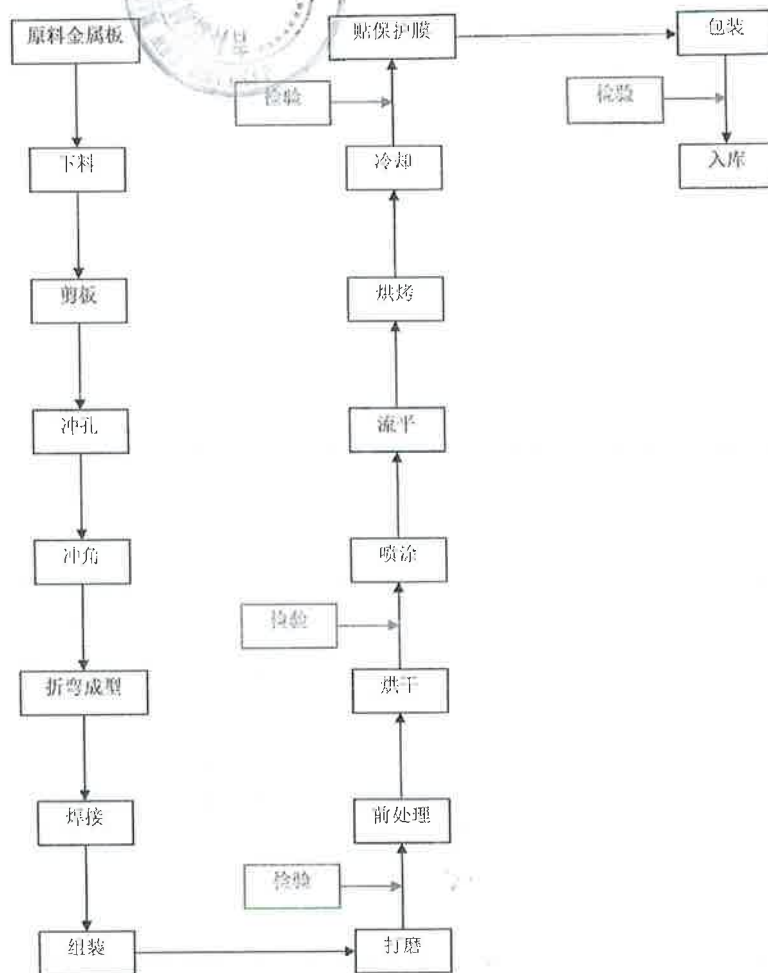 原料金属板
下料
剪板
冲孔
冲角
折弯成型
焊接
组装
打磨
检验
前处理
烘干
检验
喷涂
流平
烘烤
冷却
检验
贴保护膜
包装
检验
入库